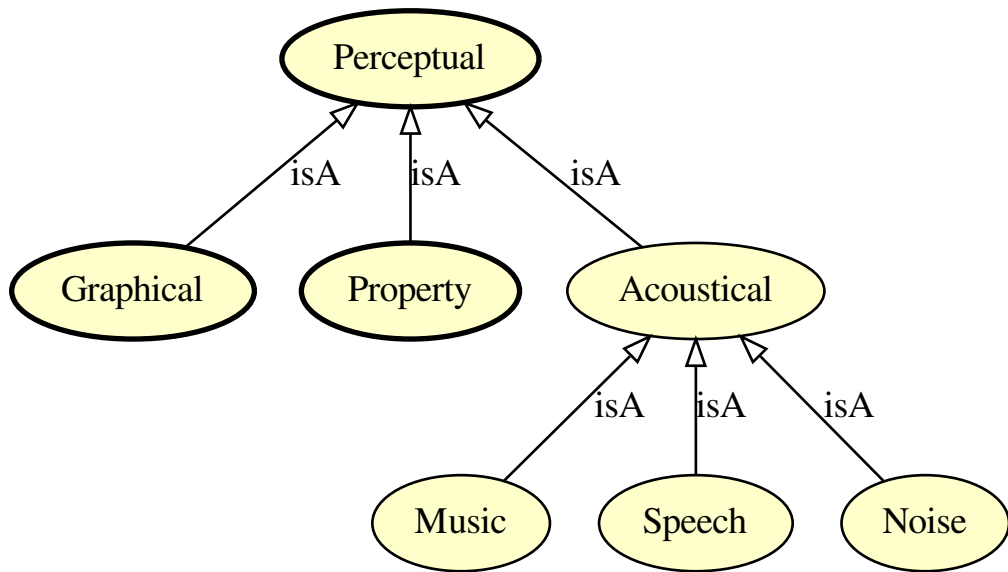 Perceptual
isA isA isA
Graphical Property Acoustical
isA isA isA
Music Speech Noise